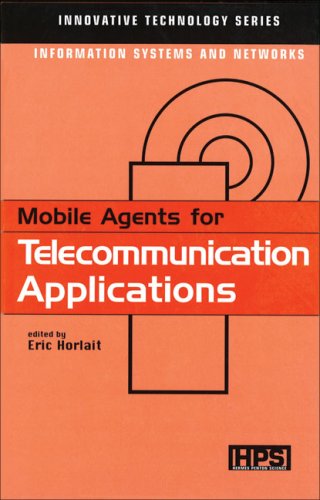 INNOVATIVE TECHNOLOGY SERIES
INFORMATION SYSTEMS AND NETWORKS
Mobile Agents for
Telecommunication
Applications
edited by
Eric Horlait
HPS
HERMES PENTON SCIENCE